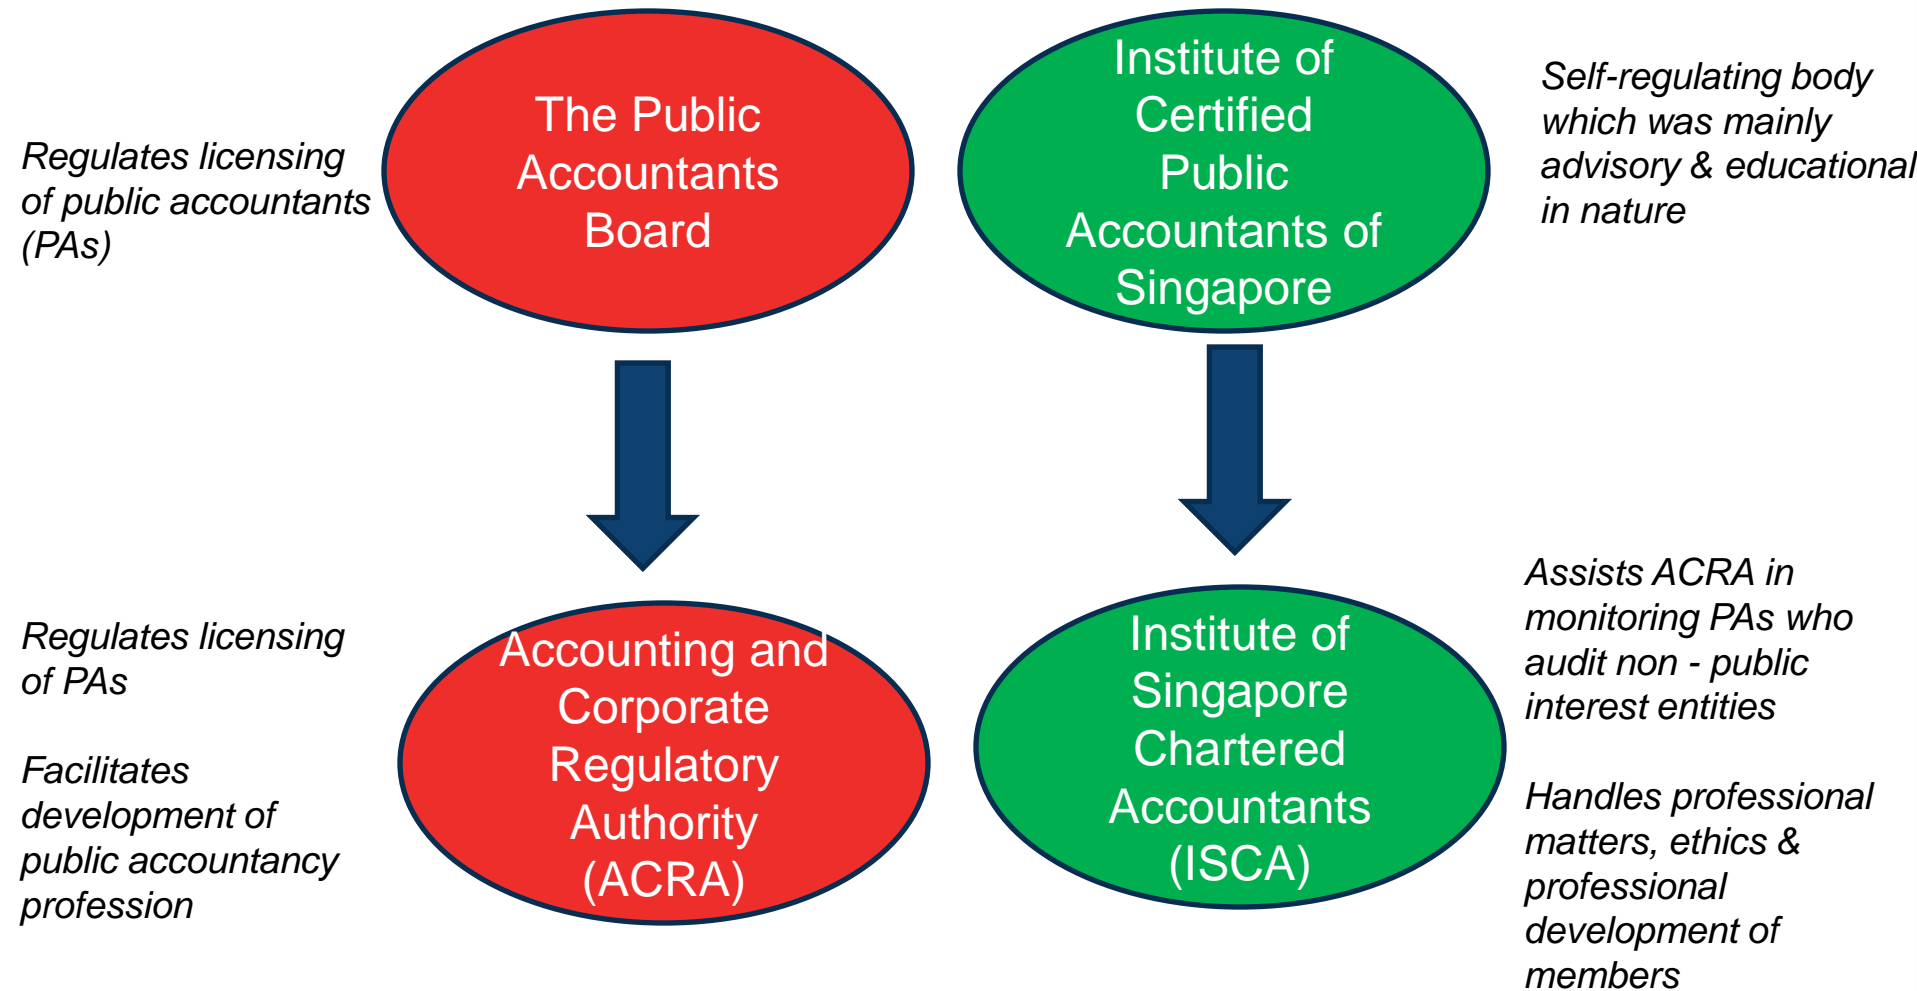 Regulates licensing
of public accountants
(PAs)
The Public
Accountants
Board
Institute of
Certified
Public
Accountants of
Singapore
Self-regulating body
which was mainly
advisory & educational
in nature
Regulates licensing
of PAs
Facilitates
development of
public accountancy
profession
Accounting and
Corporate
Regulatory
Authority
(ACRA)
Institute of
Singapore
Chartered
Accountants
(ISCA)
Assists ACRA in
monitoring PAs who
audit non - public
interest entities
Handles professional
matters, ethics &
professional
development of
members